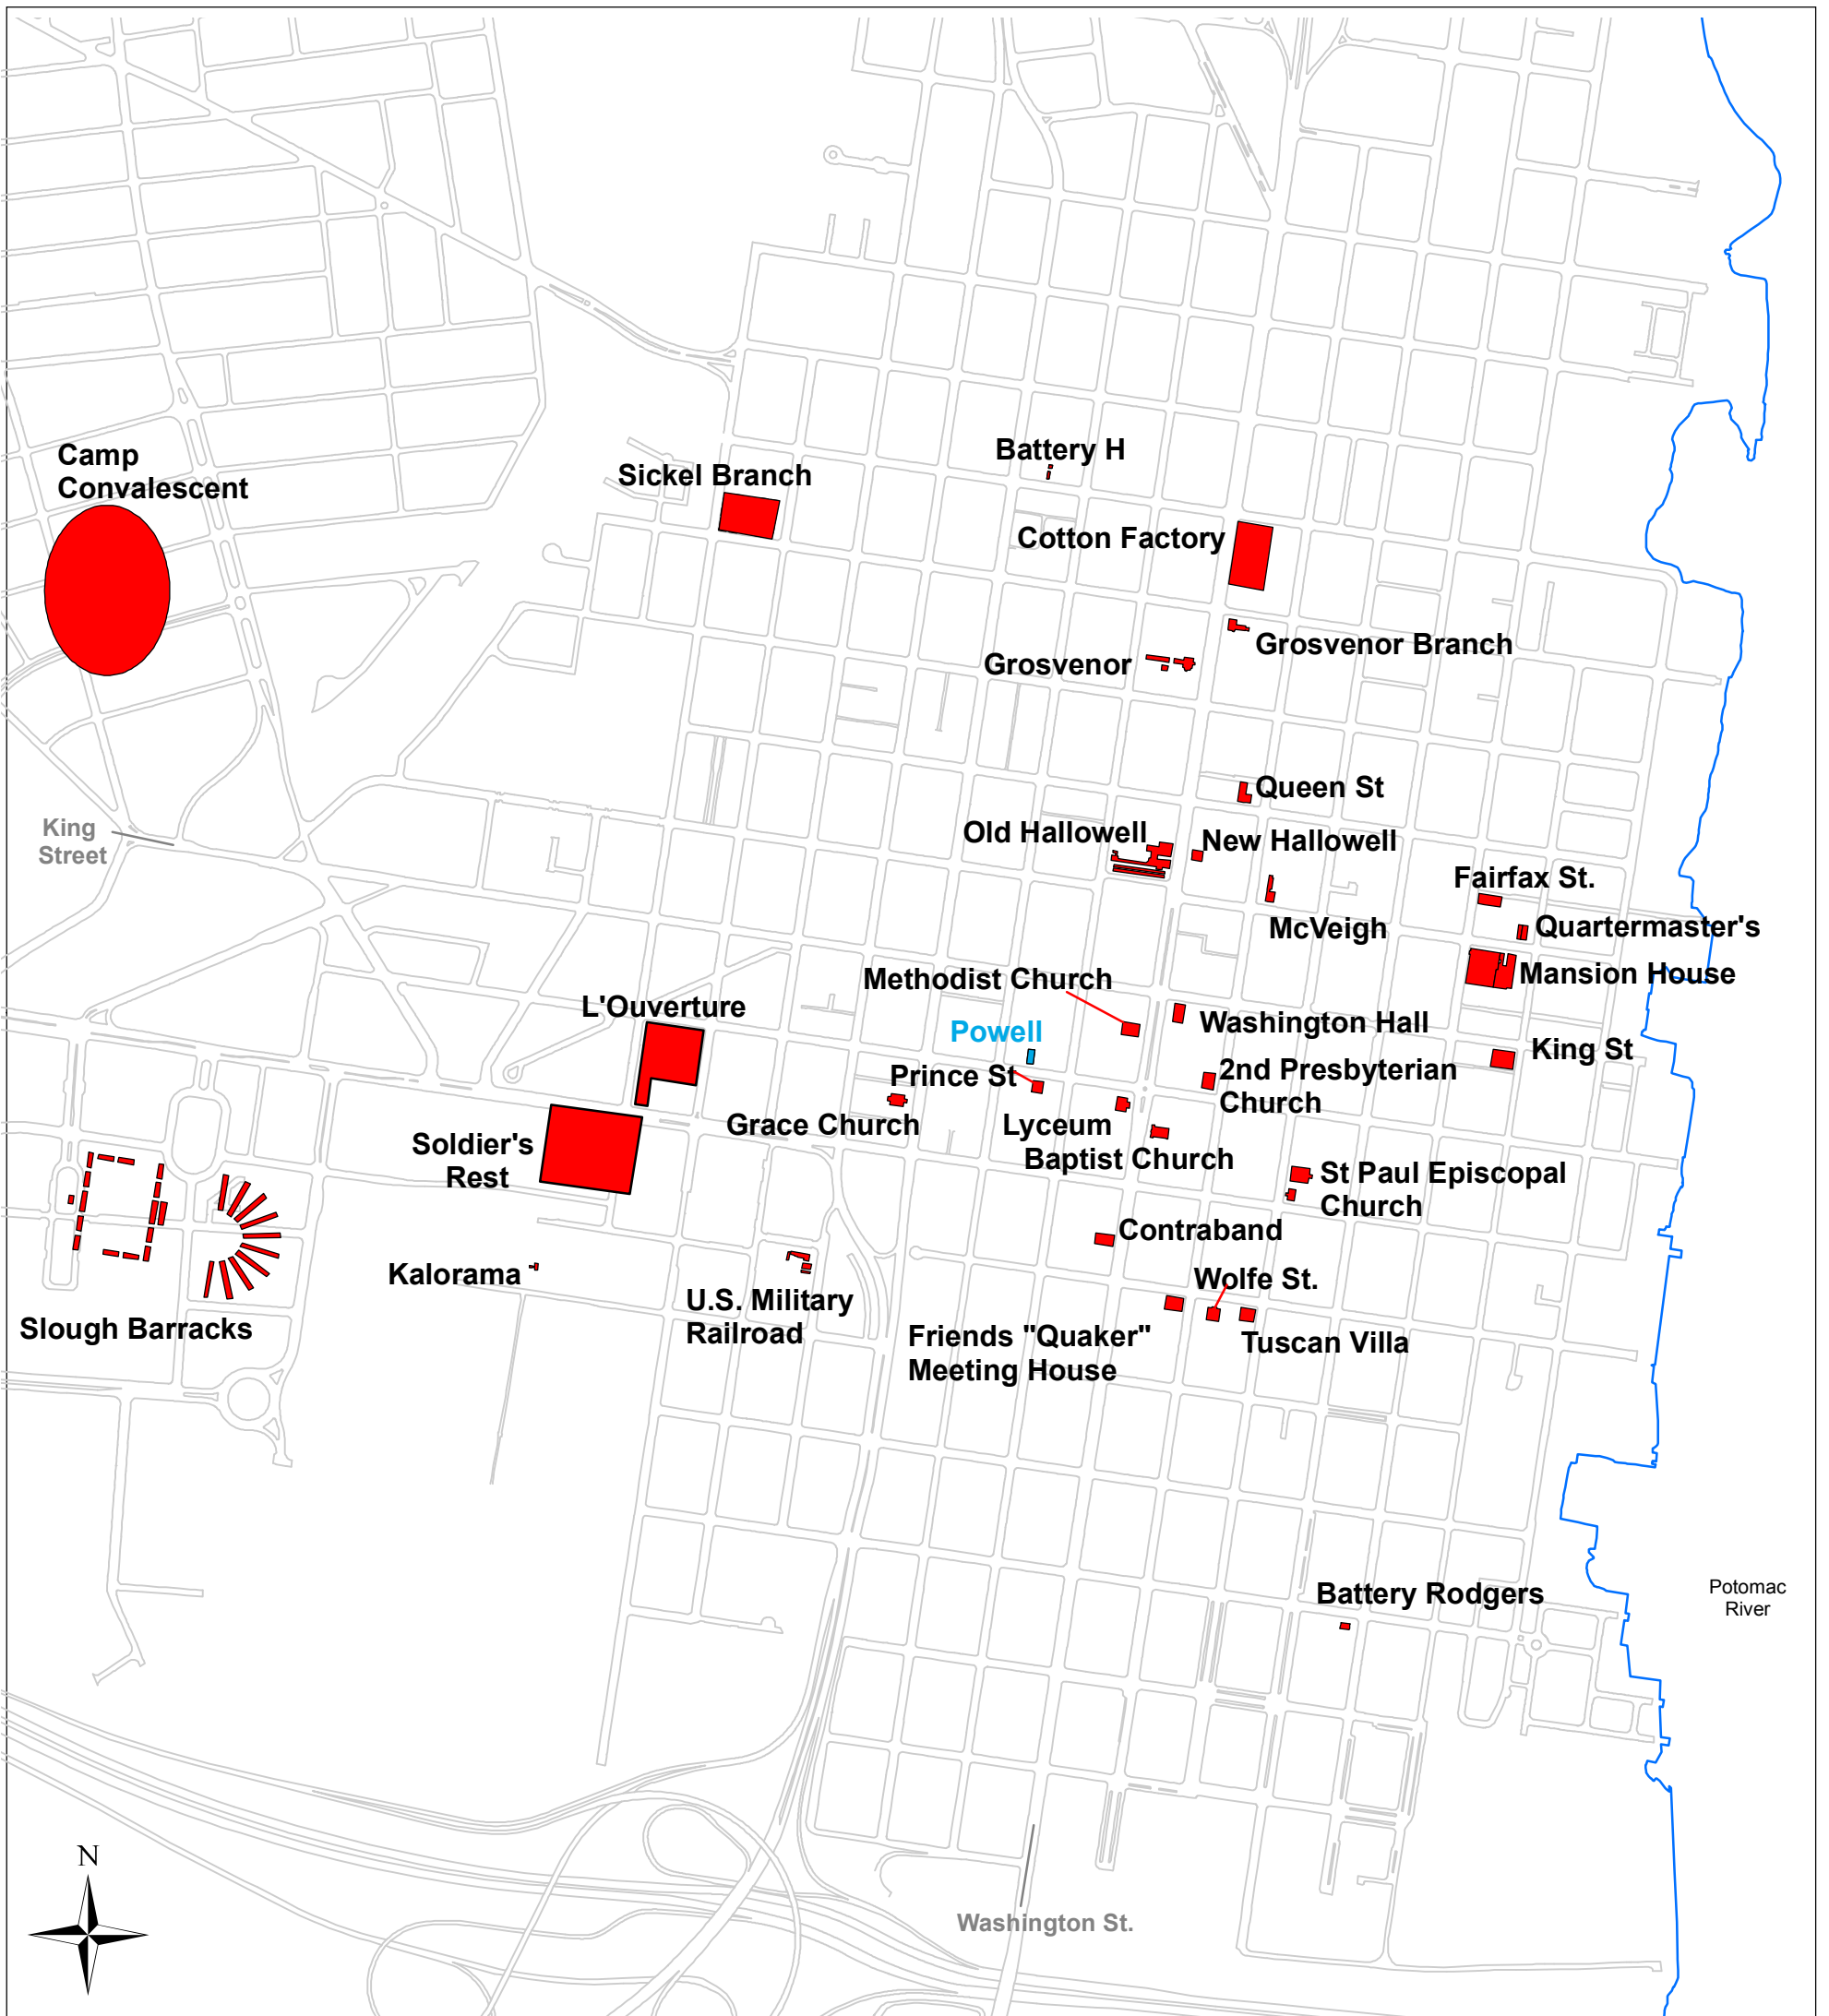 Battery H
Camp
Convalescent
Sickel Branch
Cotton Factory
Grosvenor Branch
Grosvenor
Queen St
King
Street
Old Hallowell
New Hallowell
Fairfax St.
McVeigh
Quartermaster's
Methodist Church
Mansion House
L'Ouverture
Powell
Washington Hall
King St
Prince St
2nd Presbyterian
Church
Grace Church
Lyceum
Soldier's
Rest
Baptist Church
St Paul Episcopal
Church
Contraband
Kalorama
Wolfe St.
U.S. Military
Railroad
Slough Barracks
Friends "Quaker"
Meeting House
Tuscan Villa
Battery Rodgers
Potomac
River
N
Washington St.